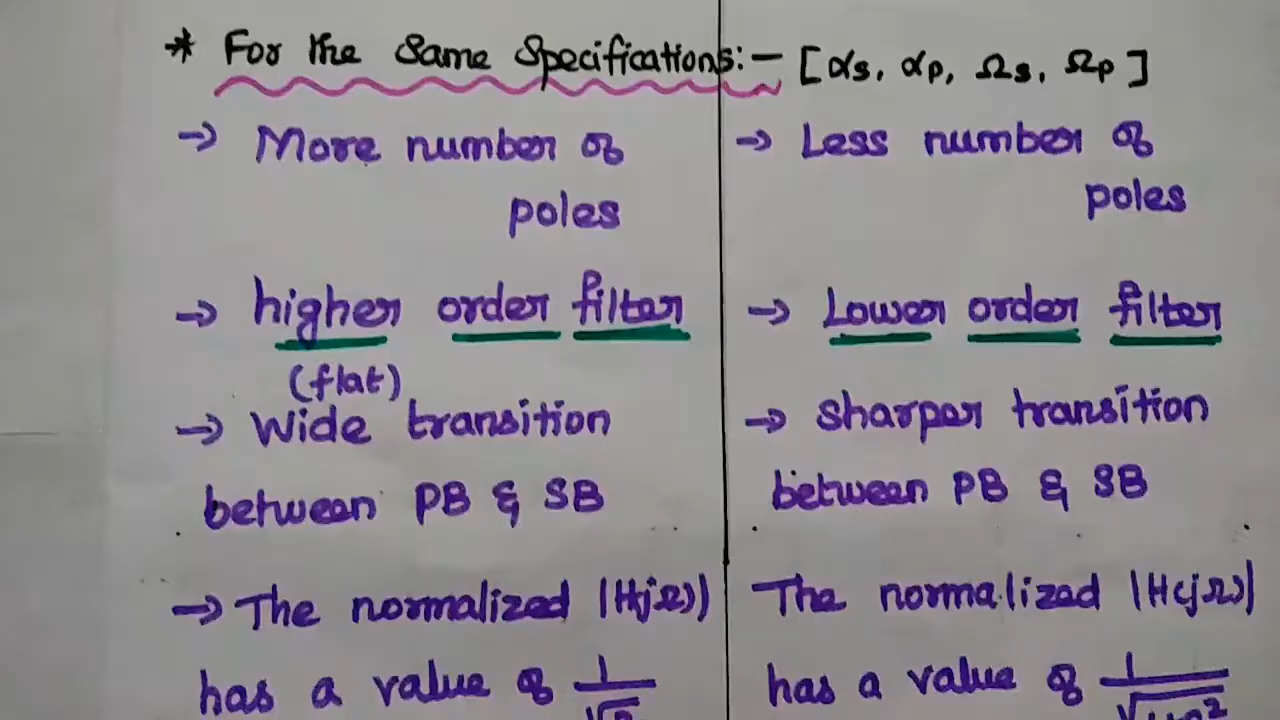 * For the Same Specifications:- [αs, αp, Ωs, Ωp]
→ More number of
poles
→ higher order filter
(flat)
→ Wide transition
between PB & SB
→ The normalized |H(jΩ)|
has a value of 1
→ Less number of
poles
→ Lower order filter
→ Sharper transition
between PB & SB
The normalized |H(jΩ)|
has a value of 1